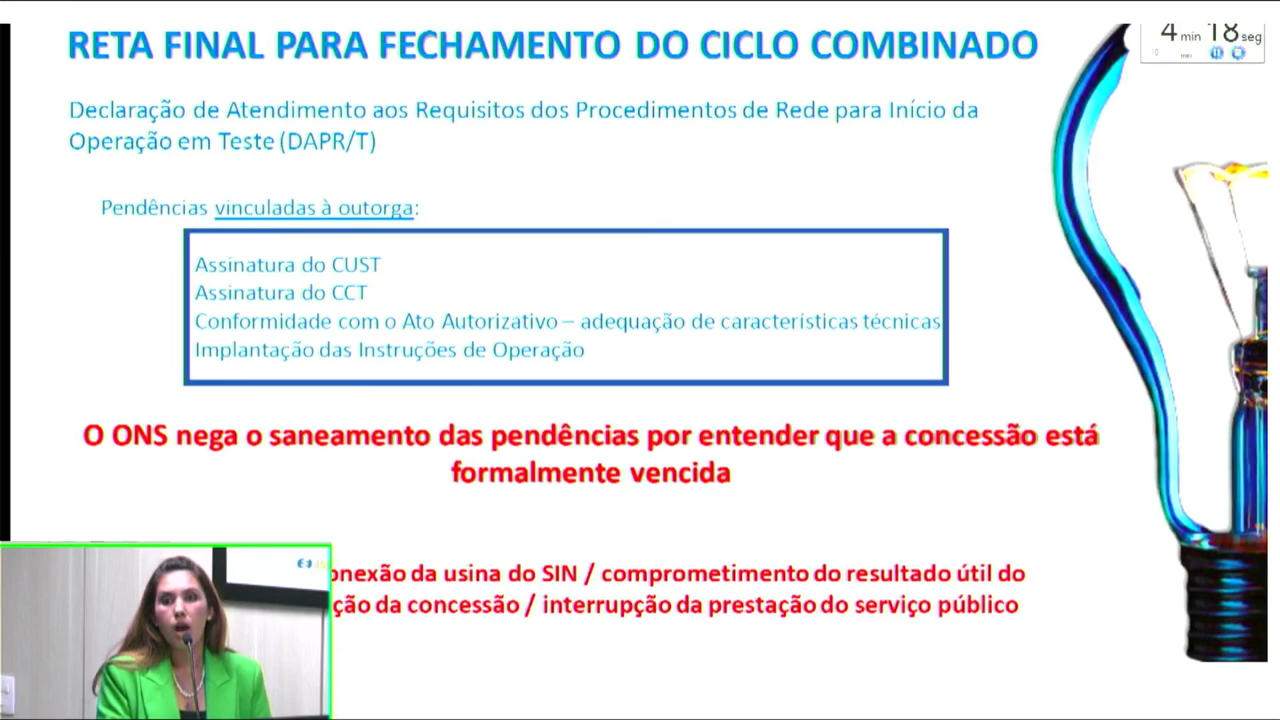 RETA FINAL PARA FECHAMENTO DO CICLO COMBINADO
4 min 18 seg
Declaração de Atendimento aos Requisitos dos Procedimentos de Rede para Início da
Operação em Teste (DAPR/T)
Pendências vinculadas à outorga:
Assinatura do CUST
Assinatura do CCT
Conformidade com o Ato Autorizativo – adequação de características técnicas
Implantação das Instruções de Operação
O ONS nega o saneamento das pendências por entender que a concessão está
formalmente vencida
onexão da usina do SIN / comprometimento do resultado útil do
ção da concessão / interrupção da prestação do serviço público